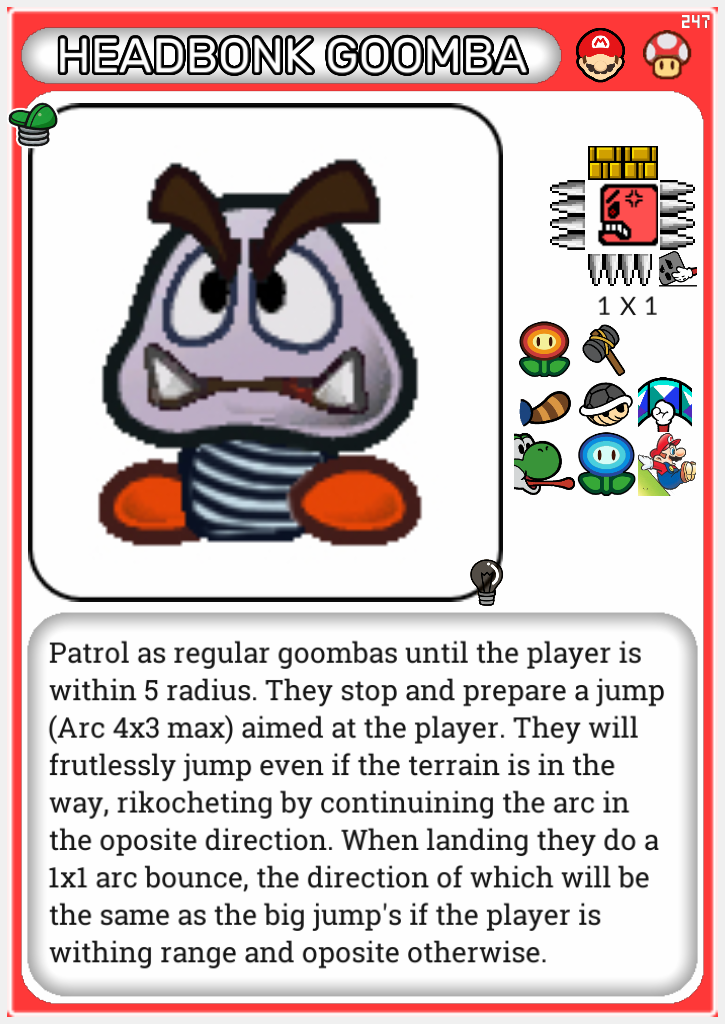 247
HEADBONK GOOMBA
1 X 1
Patrol as regular goombas until the player is
within 5 radius. They stop and prepare a jump
(Arc 4x3 max) aimed at the player. They will
frutlessly jump even if the terrain is in the
way, rikocheting by continuining the arc in
the oposite direction. When landing they do a
1x1 arc bounce, the direction of which will be
the same as the big jump's if the player is
withing range and oposite otherwise.